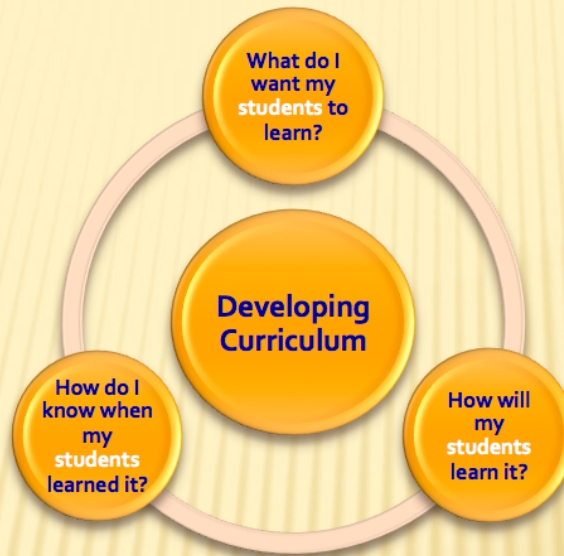 What do I
want my
students to
learn?
Developing
Curriculum
How do I
know when
my
students
learned it?
How will
my
students
learn it?